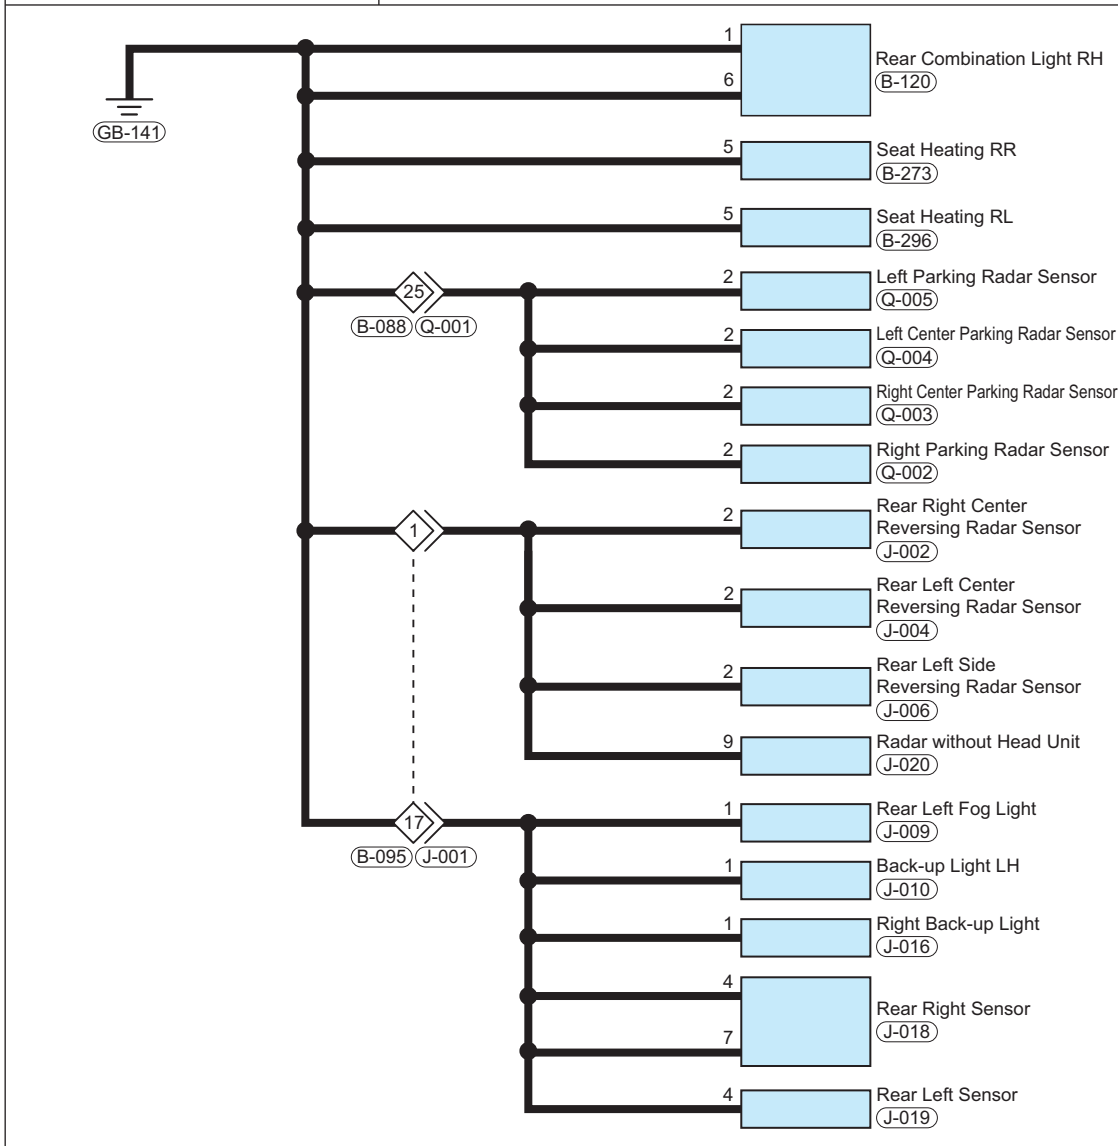 1
Rear Combination Light RH
6
B-120
GB-141
5
Seat Heating RR
B-273
5
Seat Heating RL
B-296
25
2
Left Parking Radar Sensor
Q-005
B-088 Q-001
2
Left Center Parking Radar Sensor
Q-004
2
Right Center Parking Radar Sensor
Q-003
2
Right Parking Radar Sensor
Q-002
1
2
Rear Right Center
Reversing Radar Sensor
J-002
2
Rear Left Center
Reversing Radar Sensor
J-004
2
Rear Left Side
Reversing Radar Sensor
J-006
9
Radar without Head Unit
J-020
17
1
Rear Left Fog Light
J-009
B-095 J-001
1
Back-up Light LH
J-010
1
Right Back-up Light
J-016
4
Rear Right Sensor
7
J-018
4
Rear Left Sensor
J-019